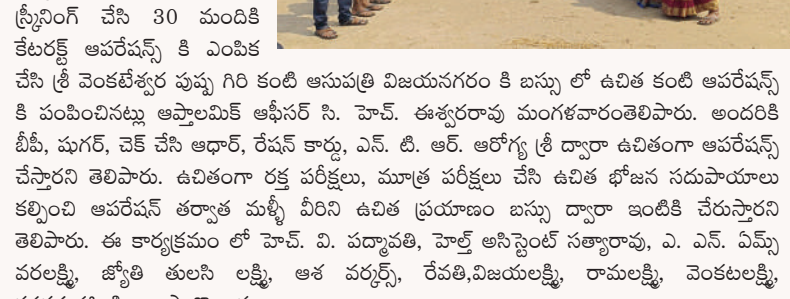 స్క్రీనింగ్ చేసి 30 మందికి
కేటరక్ట్ ఆపరేషన్స్ కి ఎంపిక
చేసి శ్రీ వెంకటేశ్వర పుష్ప గిరి కంటి ఆసుపత్రి విజయనగరం కి బస్సు లో ఉచిత కంటి ఆపరేషన్స్
కి పంపించినట్లు ఆప్తాలమిక్ ఆఫీసర్ సి. హెచ్. ఈశ్వరరావు మంగళవారంతెలిపారు. అందరికి
బీపీ, షుగర్, చెక్ చేసి ఆధార్, రేషన్ కార్డు, ఎన్. టి. ఆర్. ఆరోగ్య శ్రీ ద్వారా ఉచితంగా ఆపరేషన్స్
చేస్తారని తెలిపారు. ఉచితంగా రక్త పరీక్షలు, మూత్ర పరీక్షలు చేసి ఉచిత భోజన సదుపాయాలు
కల్పించి ఆపరేషన్ తర్వాత మళ్ళీ వీరిని ఉచిత ప్రయాణం బస్సు ద్వారా ఇంటికి చేరుస్తారని
తెలిపారు. ఈ కార్యక్రమం లో హెచ్. వి. పద్మావతి, హెల్త్ అసిస్టెంట్ సత్యారావు, ఎ. ఎన్. ఏమ్స్
వరలక్ష్మి, జ్యోతి తులసి లక్ష్మి, ఆశ వర్కర్స్, రేవతి,విజయలక్ష్మి, రామలక్ష్మి, వెంకటలక్ష్మి,